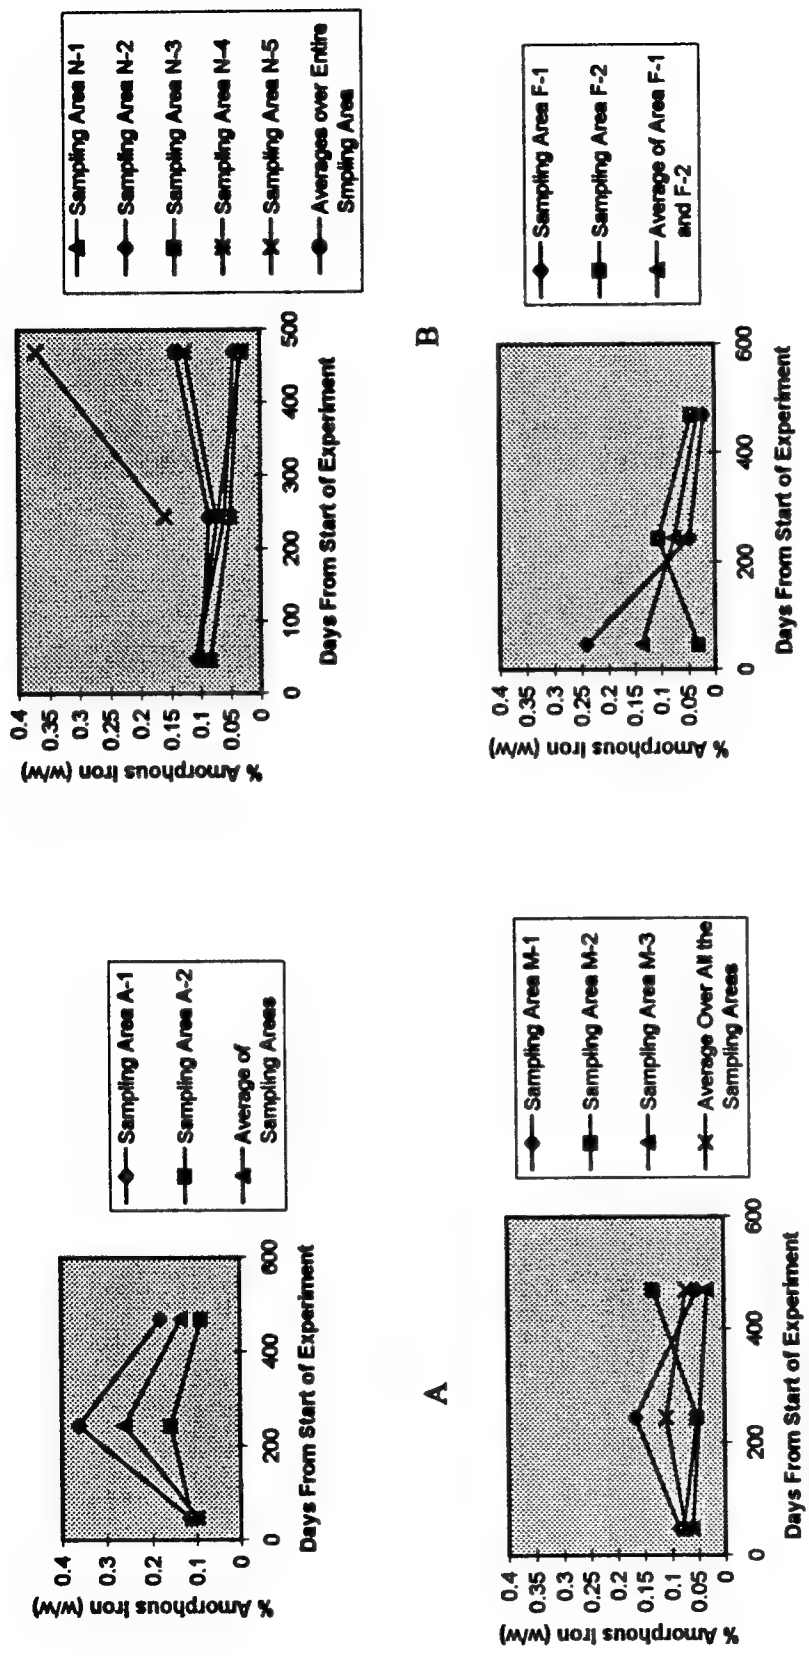 % Amorphous Iron (w/w)
0.4
0.3
0.2
0.1
0
0
200
400
600
Days From Start of Experiment
Sampling Area A-1
Sampling Area A-2
Average of
Sampling Areas
A
% Amorphous Iron (w/w)
0.4
0.35
0.3
0.25
0.2
0.15
0.1
0.05
0
0
100
200
300
400
500
Days From Start of Experiment
Sampling Area N-1
Sampling Area N-2
Sampling Area N-3
Sampling Area N-4
Sampling Area N-5
Averages over Entire
Smpling Area
B
% Amorphous Iron (w/w)
0.4
0.35
0.3
0.25
0.2
0.15
0.1
0.05
0
0
200
400
600
Days From Start of Experiment
Sampling Area M-1
Sampling Area M-2
Sampling Area M-3
Average Over All the
Sampling Areas
% Amorphous Iron (w/w)
0.4
0.35
0.3
0.25
0.2
0.15
0.1
0.05
0
0
200
400
600
Days From Start of Experiment
Sampling Area F-1
Sampling Area F-2
Average of Area F-1
and F-2